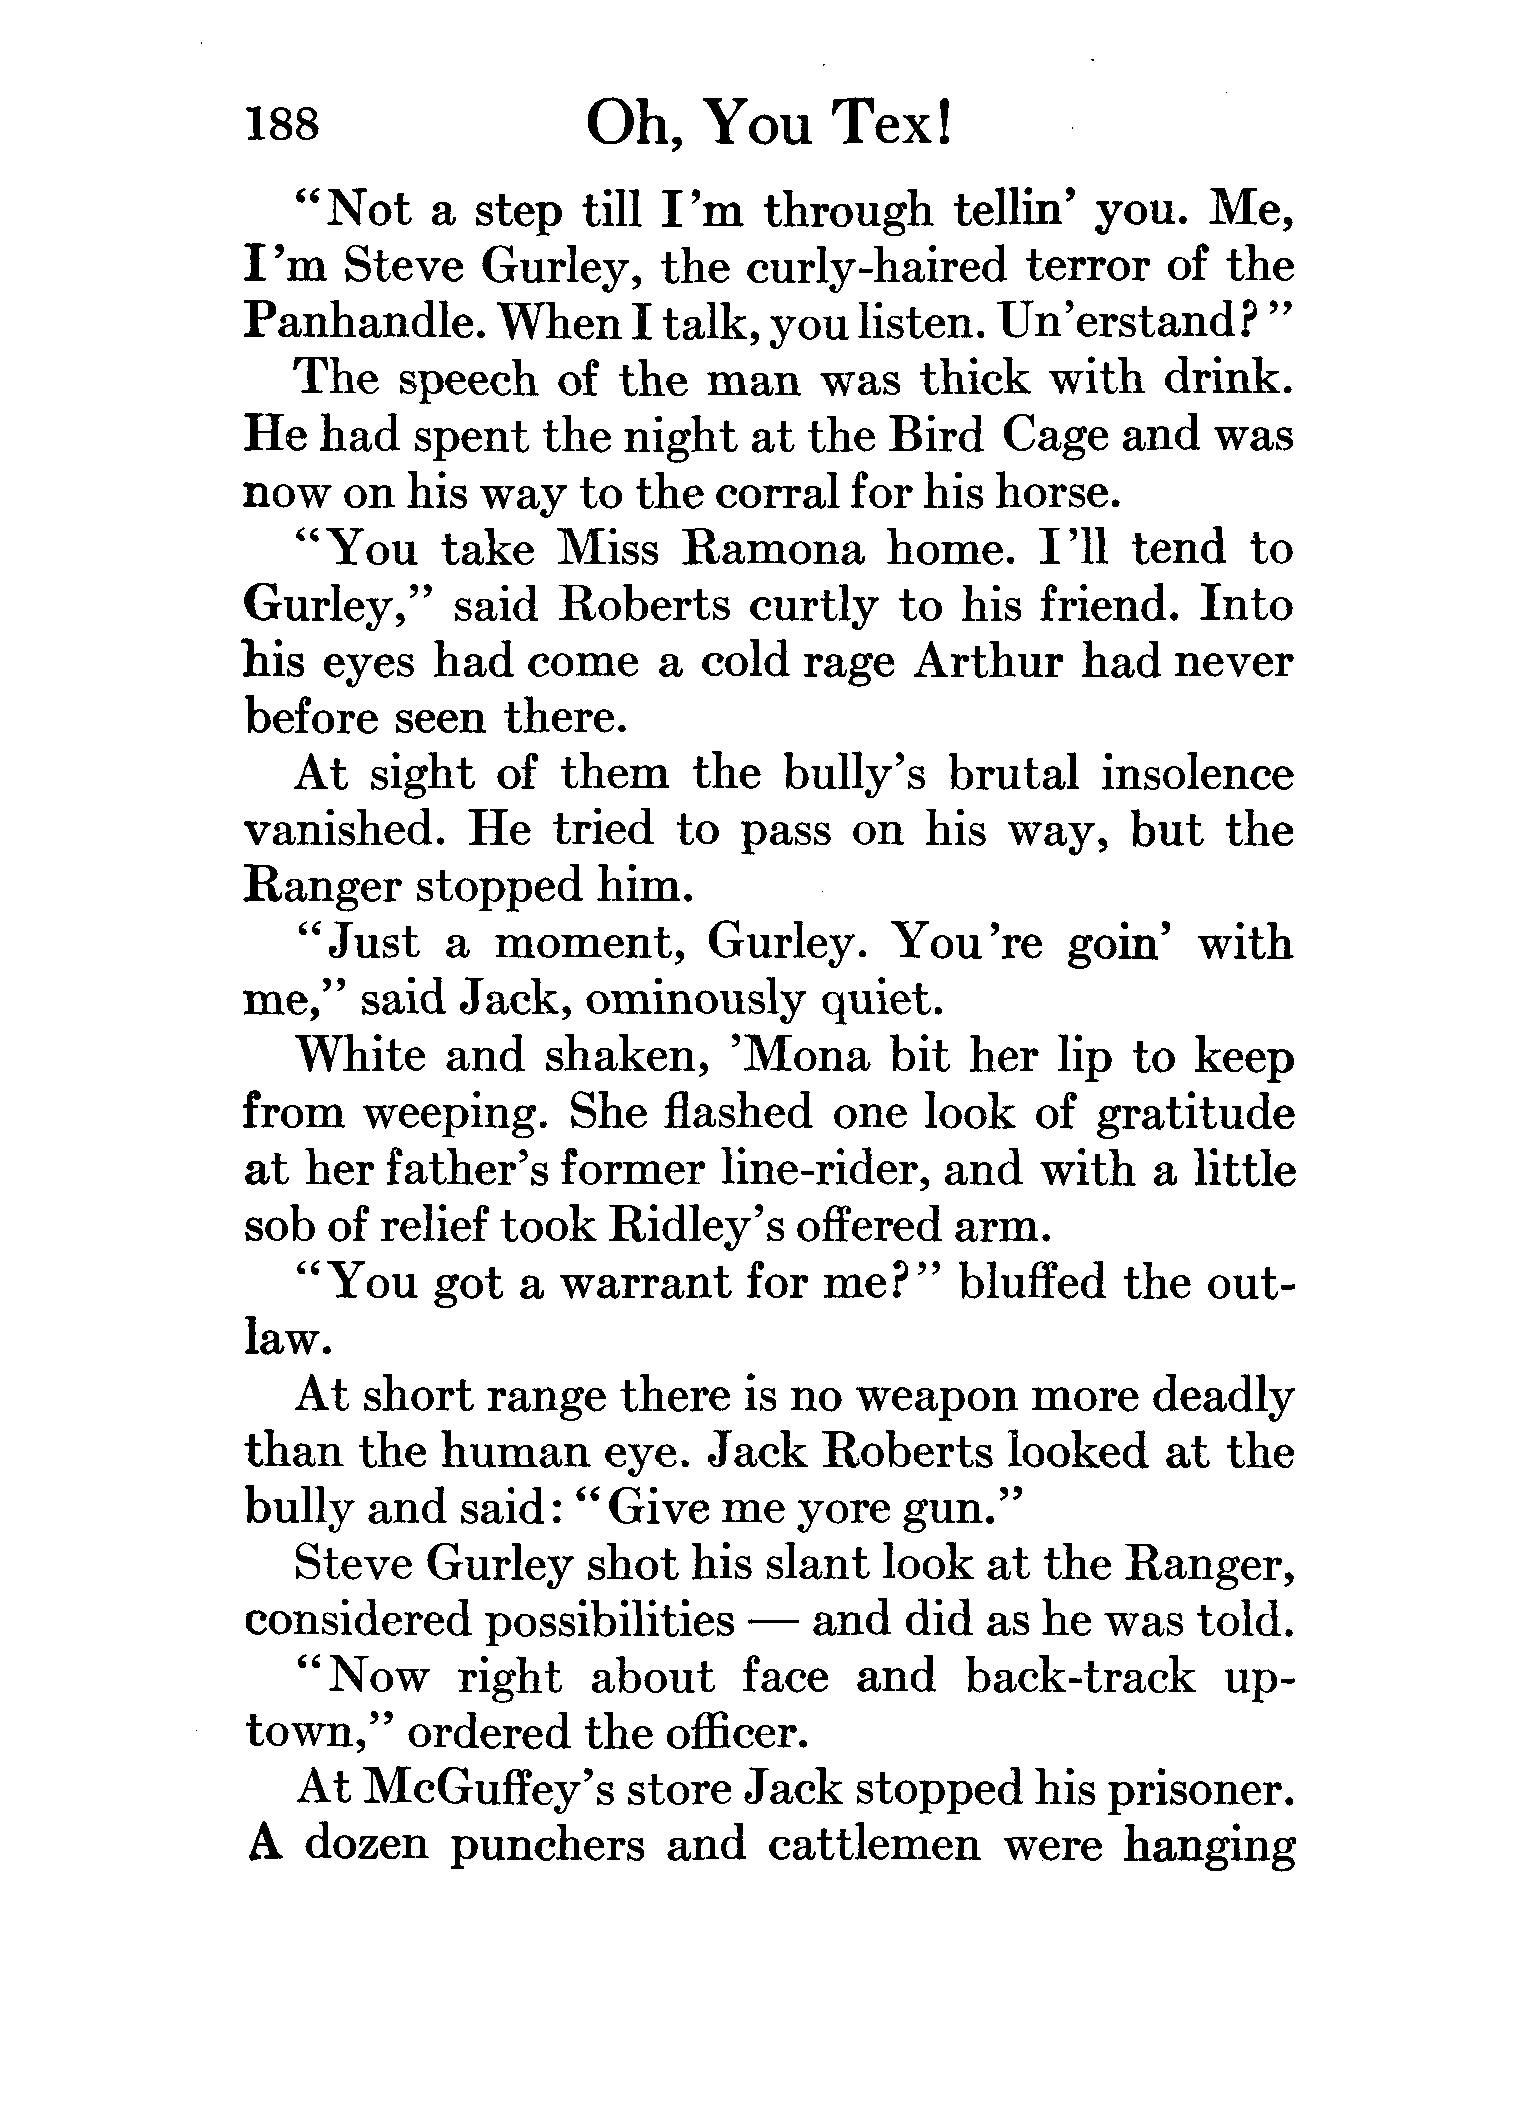 188 Oh, You Tex!
“Not a step till I’m through tellin’ you. Me,
I’m Steve Gurley, the curly-haired terror of the
Panhandle. When I talk, you listen. Un’erstand?”
The speech of the man was thick with drink.
He had spent the night at the Bird Cage and was
now on his way to the corral for his horse.
“You take Miss Ramona home. I’ll tend to
Gurley,” said Roberts curtly to his friend. Into
his eyes had come a cold rage Arthur had never
before seen there.
At sight of them the bully’s brutal insolence
vanished. He tried to pass on his way, but the
Ranger stopped him.
“Just a moment, Gurley. You’re goin’ with
me,” said Jack, ominously quiet.
White and shaken, ’Mona bit her lip to keep
from weeping. She flashed one look of gratitude
at her father’s former line-rider, and with a little
sob of relief took Ridley’s offered arm.
“You got a warrant for me?” bluffed the out-
law.
At short range there is no weapon more deadly
than the human eye. Jack Roberts looked at the
bully and said: “Give me yore gun.”
Steve Gurley shot his slant look at the Ranger,
considered possibilities — and did as he was told.
“Now right about face and back-track up-
town,” ordered the officer.
At McGuffey’s store Jack stopped his prisoner.
A dozen punchers and cattlemen were hanging